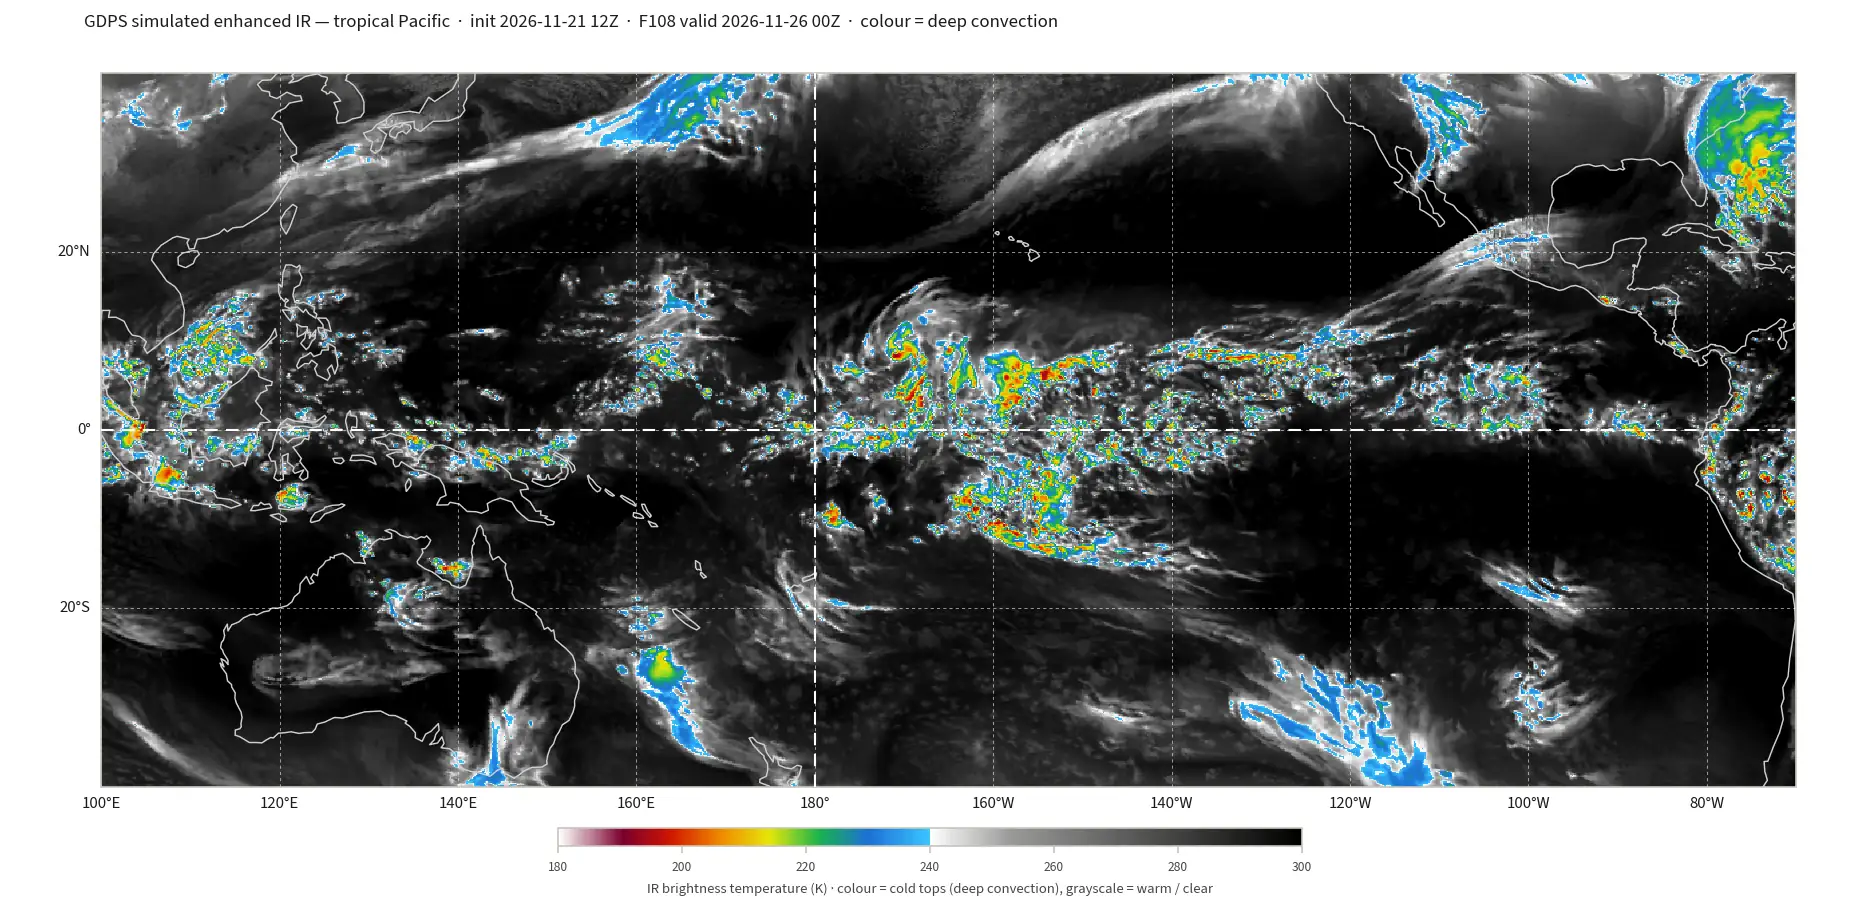 GDPS simulated enhanced IR — tropical Pacific · init 2026-11-21 12Z · F108 valid 2026-11-26 00Z · colour = deep convection
20°N
0°
20°S
100°E 120°E 140°E 160°E 180° 160°W 140°W 120°W 100°W 80°W
180 200 220 240 260 280 300
IR brightness temperature (K) · colour = cold tops (deep convection), grayscale = warm / clear